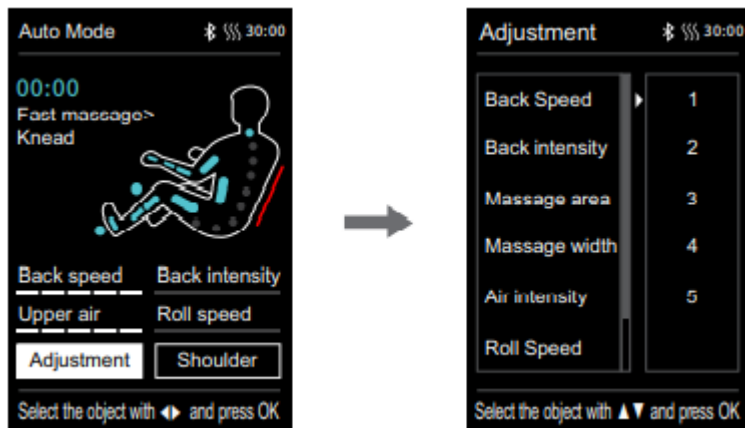 Auto Mode 30:00
00:00
Fast massage>
Knead
Back speed Back intensity
Upper air Roll speed
Adjustment Shoulder
Select the object with ◀▶ and press OK
Adjustment 30:00
Back Speed 1
Back intensity 2
Massage area 3
Massage width 4
Air intensity 5
Roll Speed
Select the object with ▲▼ and press OK